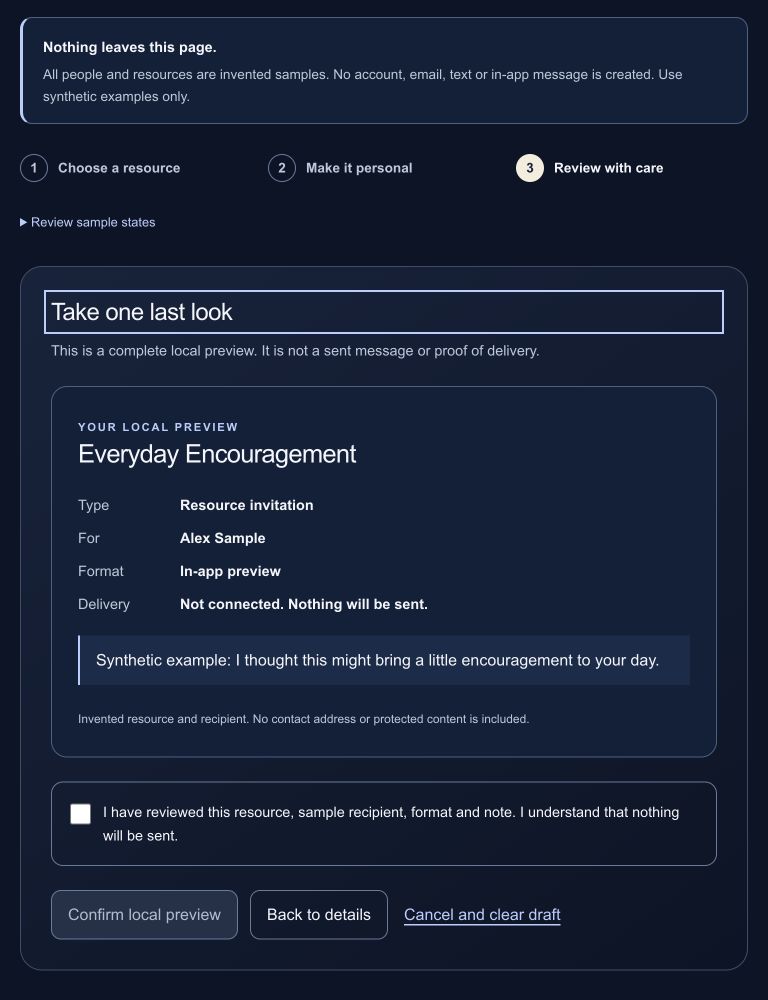 Nothing leaves this page.
All people and resources are invented samples. No account, email, text or in-app message is created. Use
synthetic examples only.
1 Choose a resource
2 Make it personal
3 Review with care
Review sample states
Take one last look
This is a complete local preview. It is not a sent message or proof of delivery.
YOUR LOCAL PREVIEW
Everyday Encouragement
Type Resource invitation
For Alex Sample
Format In-app preview
Delivery Not connected. Nothing will be sent.
Synthetic example: I thought this might bring a little encouragement to your day.
Invented resource and recipient. No contact address or protected content is included.
I have reviewed this resource, sample recipient, format and note. I understand that nothing
will be sent.
Confirm local preview Back to details Cancel and clear draft